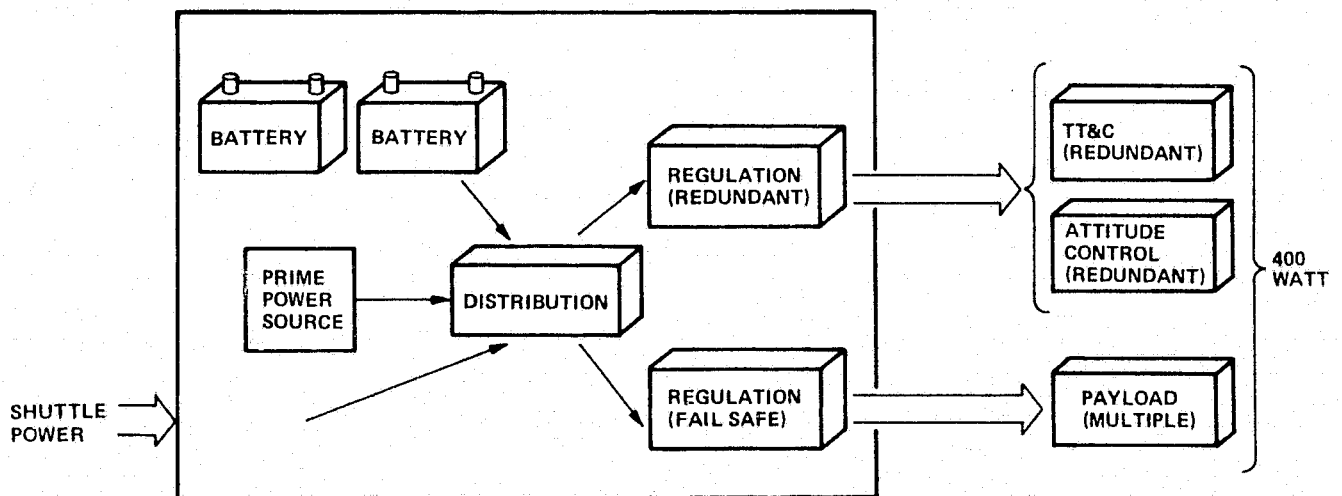 BATTERY
BATTERY
REGULATION
(REDUNDANT)
TT&C
(REDUNDANT)
ATTITUDE
CONTROL
(REDUNDANT)
400
WATT
PRIME
POWER
SOURCE
DISTRIBUTION
SHUTTLE
POWER
REGULATION
(FAIL SAFE)
PAYLOAD
(MULTIPLE)